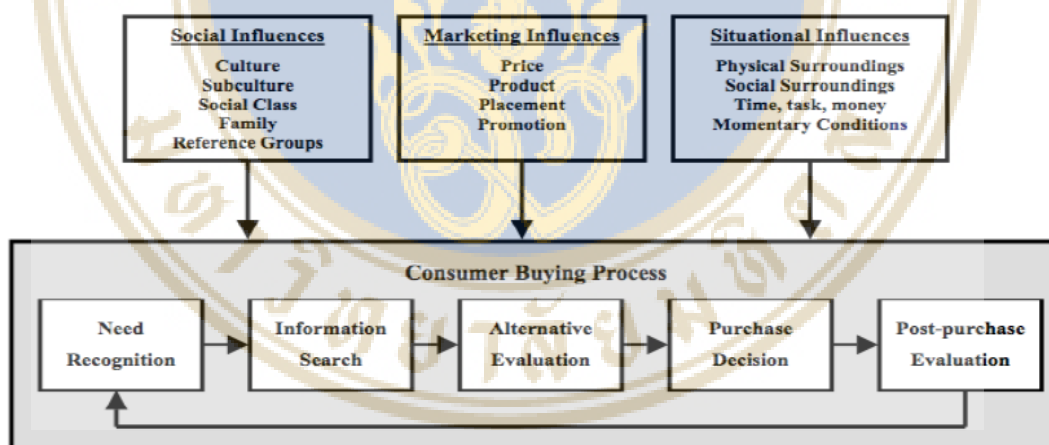 Social Influences
Culture
Subculture
Social Class
Family
Reference Groups
Marketing Influences
Price
Product
Placement
Promotion
Situational Influences
Physical Surroundings
Social Surroundings
Time, task, money
Momentary Conditions
Consumer Buying Process
Need
Recognition
Information
Search
Alternative
Evaluation
Purchase
Decision
Post-purchase
Evaluation